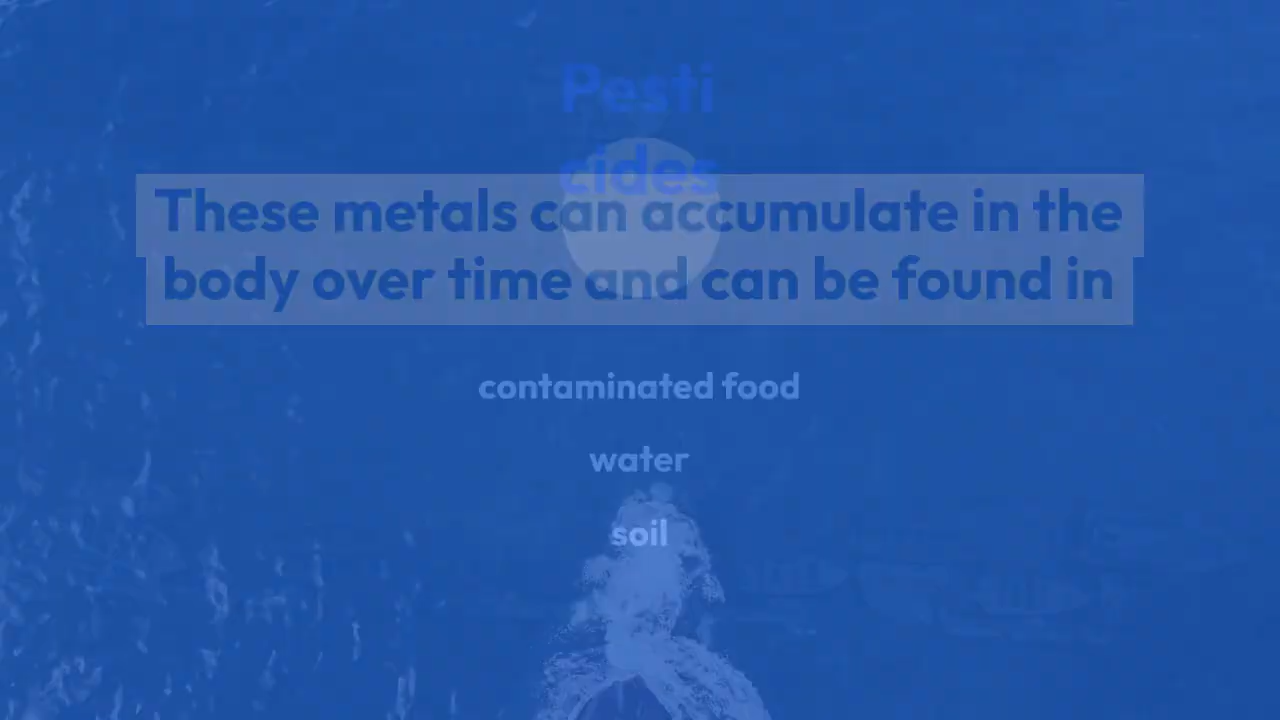 Pesti
cides
These metals can accumulate in the
body over time and can be found in
contaminated food
water
soil